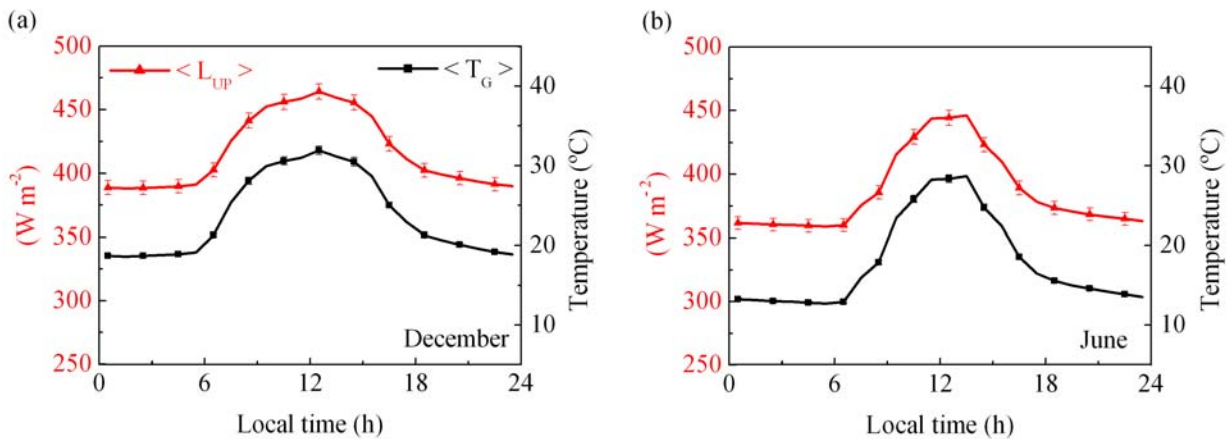 (a)
500
450
400
350
300
250
(W m⁻²)
< L_UP >
< T_G >
40
30
20
10
Temperature (ºC)
December
0 6 12 18 24
Local time (h)
(b)
500
450
400
350
300
250
(W m⁻²)
40
30
20
10
Temperature (ºC)
June
0 6 12 18 24
Local time (h)